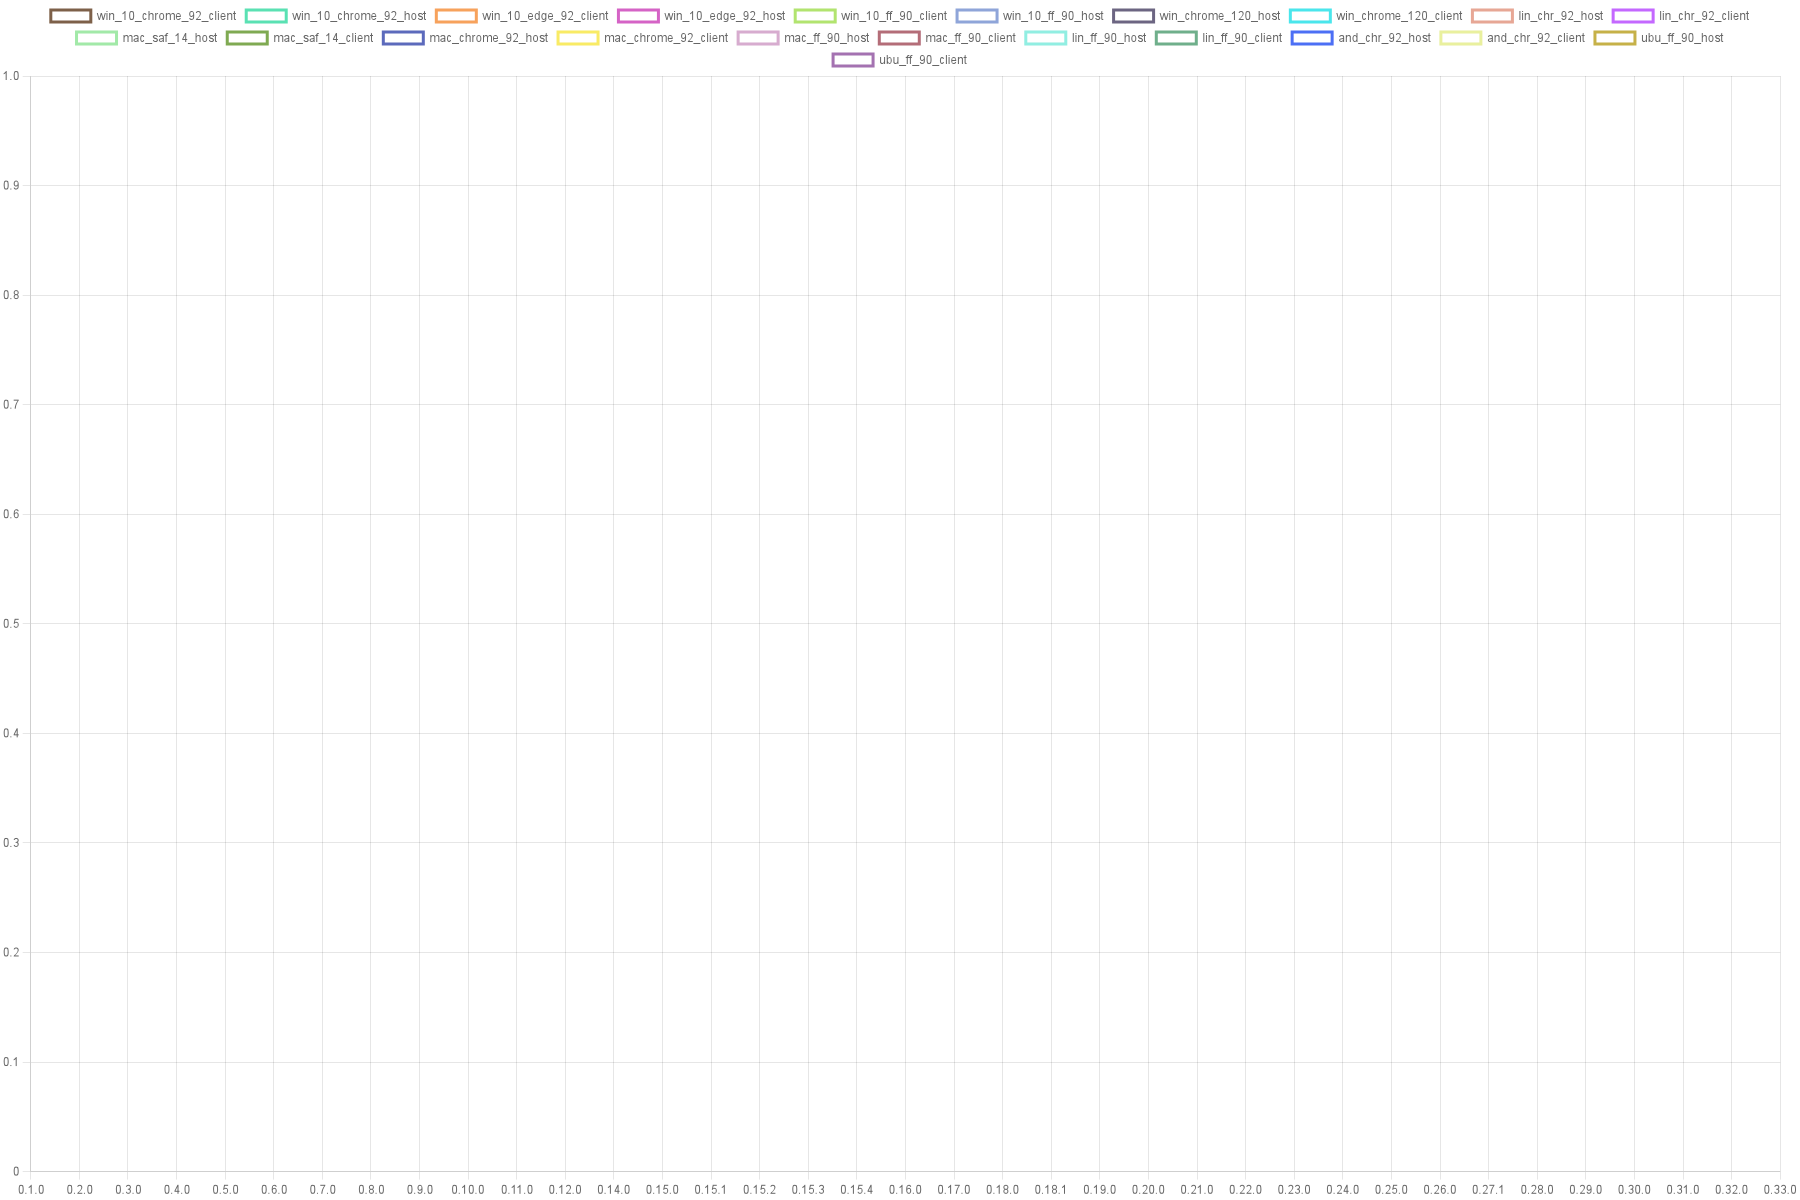 win_10_chrome_92_client win_10_chrome_92_host win_10_edge_92_client win_10_edge_92_host win_10_ff_90_client win_10_ff_90_host win_chrome_120_host win_chrome_120_client lin_chr_92_host lin_chr_92_client
mac_saf_14_host mac_saf_14_client mac_chrome_92_host mac_chrome_92_client mac_ff_90_host mac_ff_90_client lin_ff_90_host lin_ff_90_client and_chr_92_host and_chr_92_client ubu_ff_90_host
ubu_ff_90_client
1.0
0.9
0.8
0.7
0.6
0.5
0.4
0.3
0.2
0.1
0
0.1.0 0.2.0 0.3.0 0.4.0 0.5.0 0.6.0 0.7.0 0.8.0 0.9.0 0.10.0 0.11.0 0.12.0 0.14.0 0.15.0 0.15.1 0.15.2 0.15.3 0.15.4 0.16.0 0.17.0 0.18.0 0.18.1 0.19.0 0.20.0 0.21.0 0.22.0 0.23.0 0.24.0 0.25.0 0.26.0 0.27.1 0.28.0 0.29.0 0.30.0 0.31.0 0.32.0 0.33.0